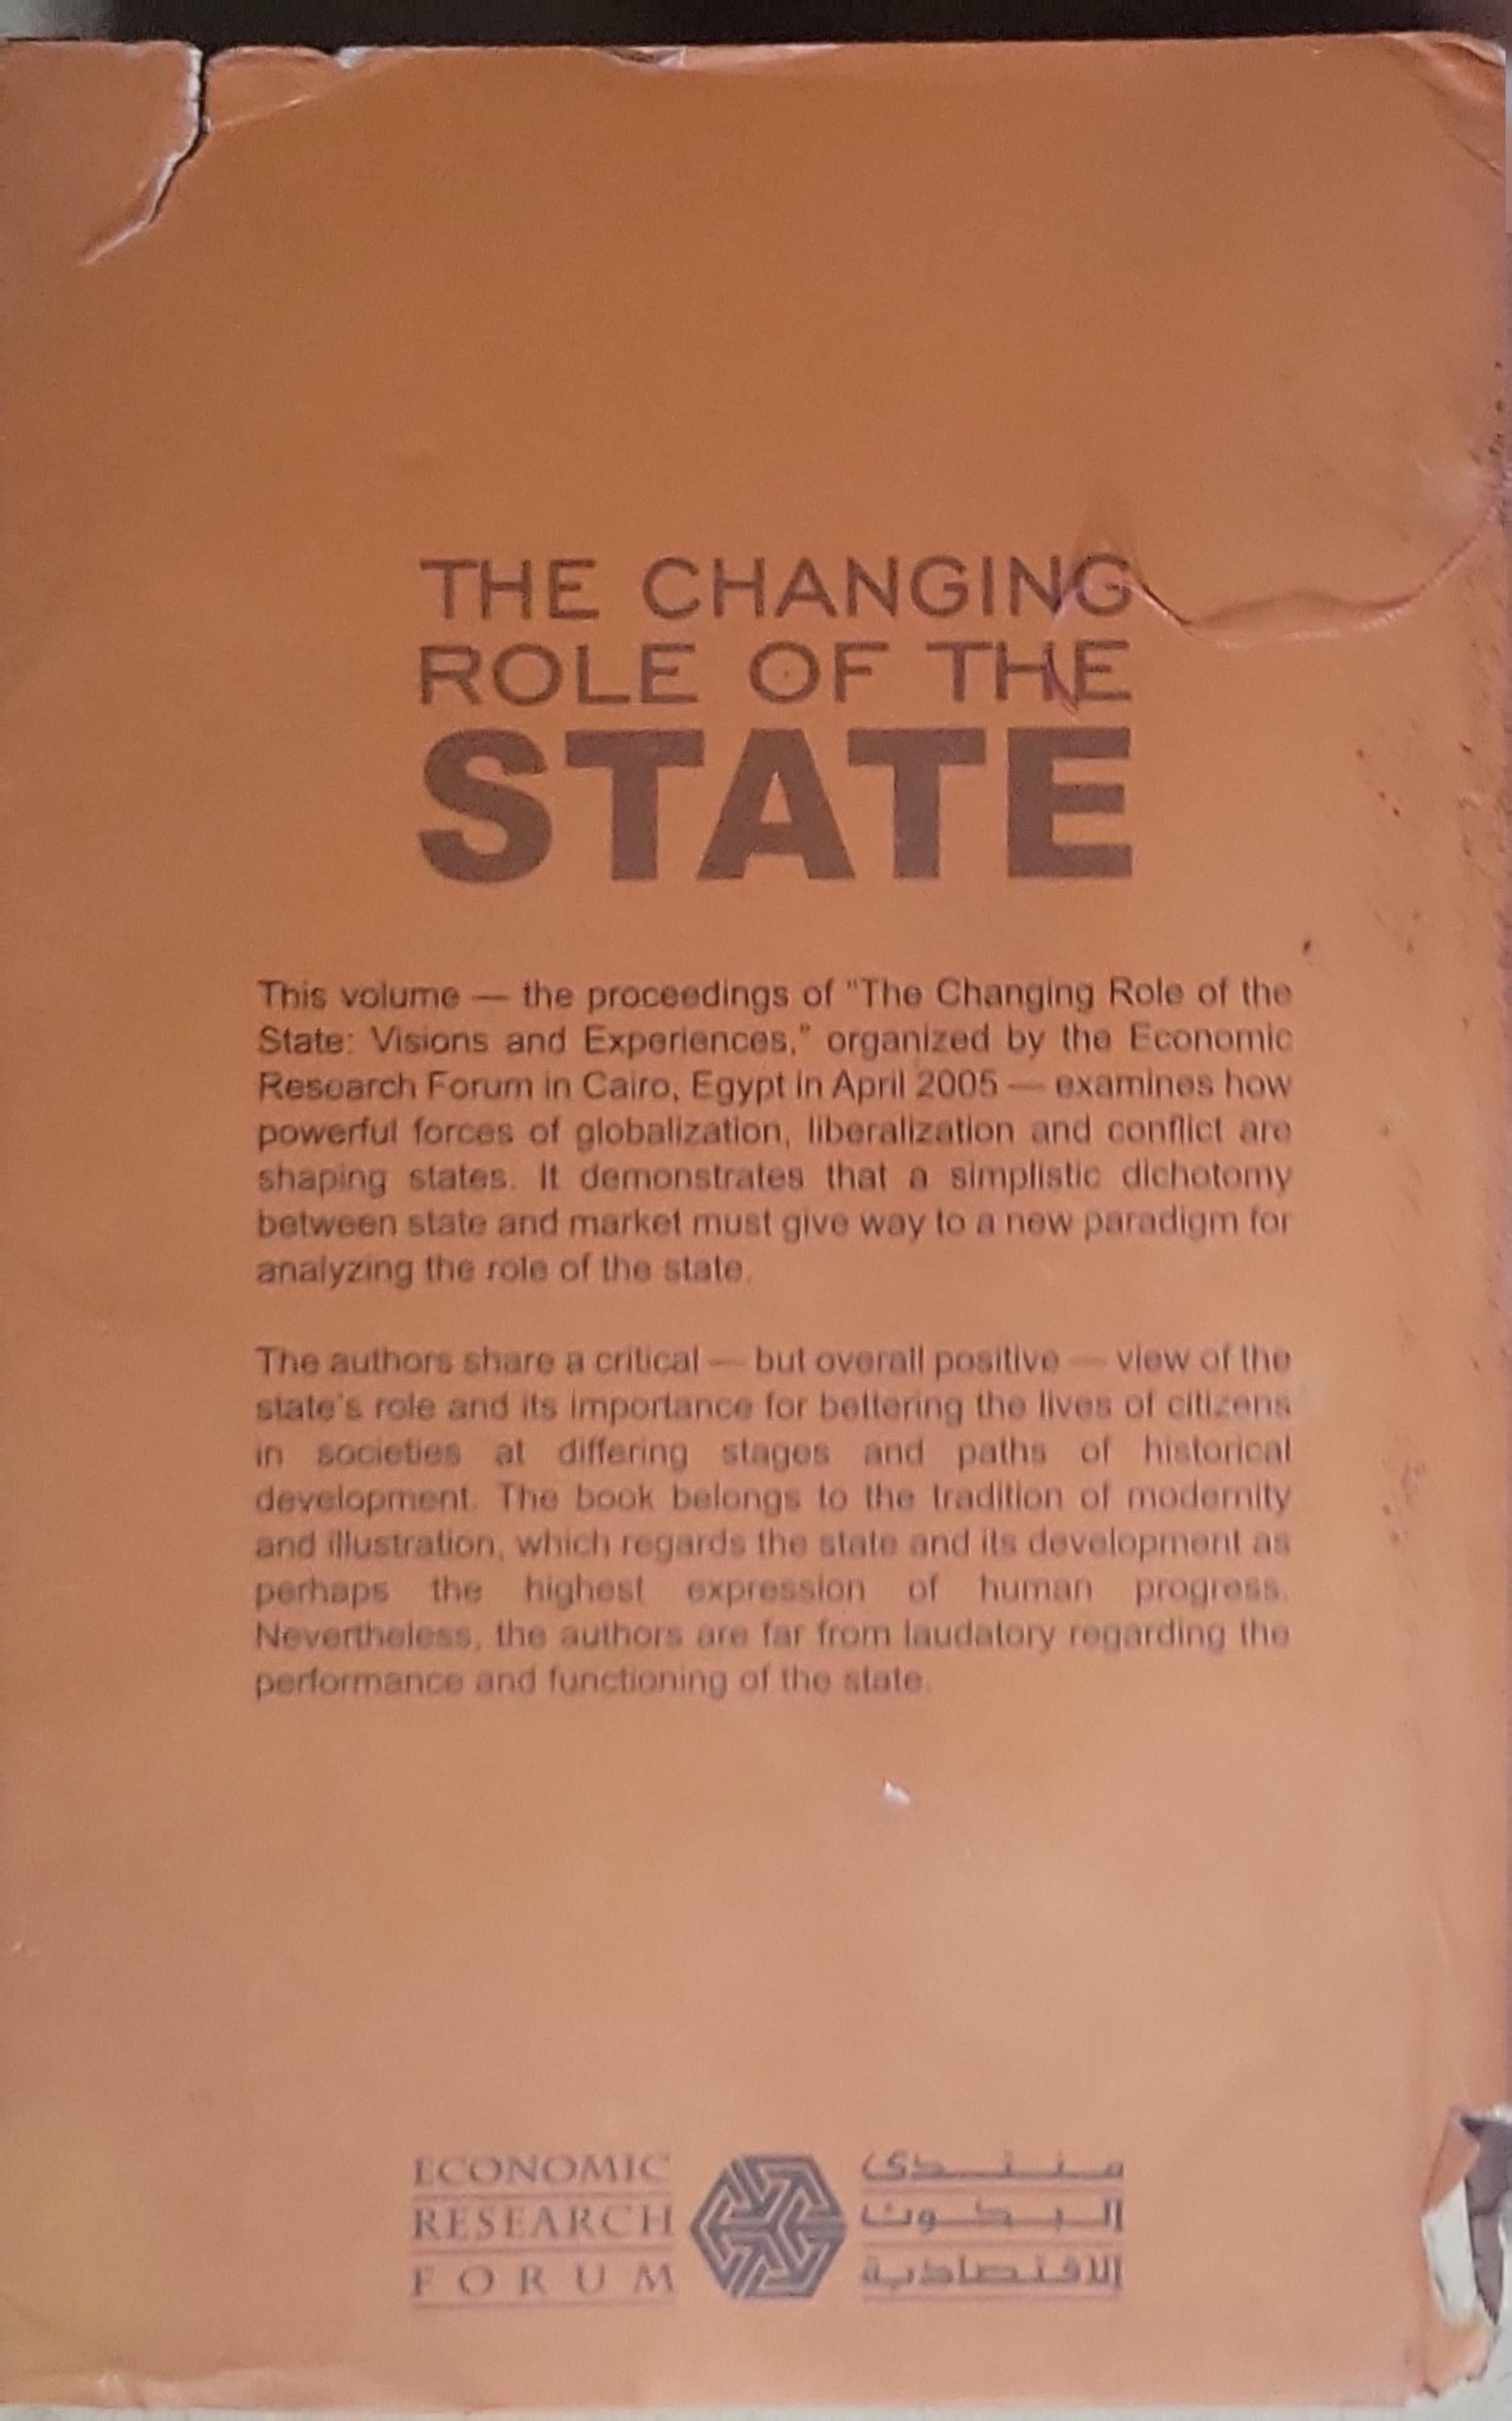 THE CHANGING
ROLE OF THE
STATE
This volume — the proceedings of "The Changing Role of the
State: Visions and Experiences," organized by the Economic
Research Forum in Cairo, Egypt in April 2005 — examines how
powerful forces of globalization, liberalization and conflict are
shaping states. It demonstrates that a simplistic dichotomy
between state and market must give way to a new paradigm for
analyzing the role of the state.
The authors share a critical — but overall positive — view of the
state's role and its importance for bettering the lives of citizens
in societies at differing stages and paths of historical
development. The book belongs to the tradition of modernity
and illustration, which regards the state and its development as
perhaps the highest expression of human progress.
Nevertheless, the authors are far from laudatory regarding the
performance and functioning of the state.
ECONOMIC
RESEARCH
FORUM
منتدى
البحوث
الاقتصادية